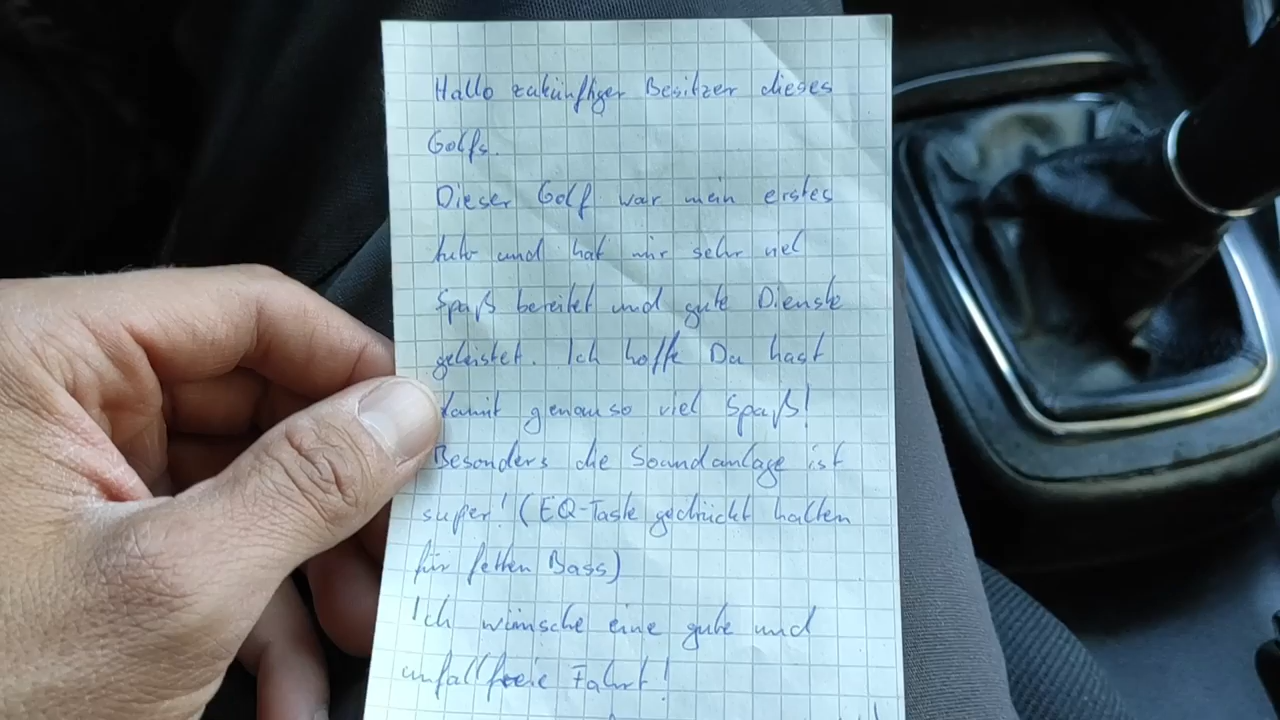 Hallo zukünftiger Besitzer dieses
Golfs.
Dieser Golf war mein erstes
Auto und hat mir sehr viel
Spaß bereitet und gute Dienste
geleistet. Ich hoffe Du hast
damit genauso viel Spaß!
Besonders die Soundanlage ist
super! (EQ-Taste gedrückt halten
für fetten Bass)
Ich wünsche eine gute und
unfallfreie Fahrt!